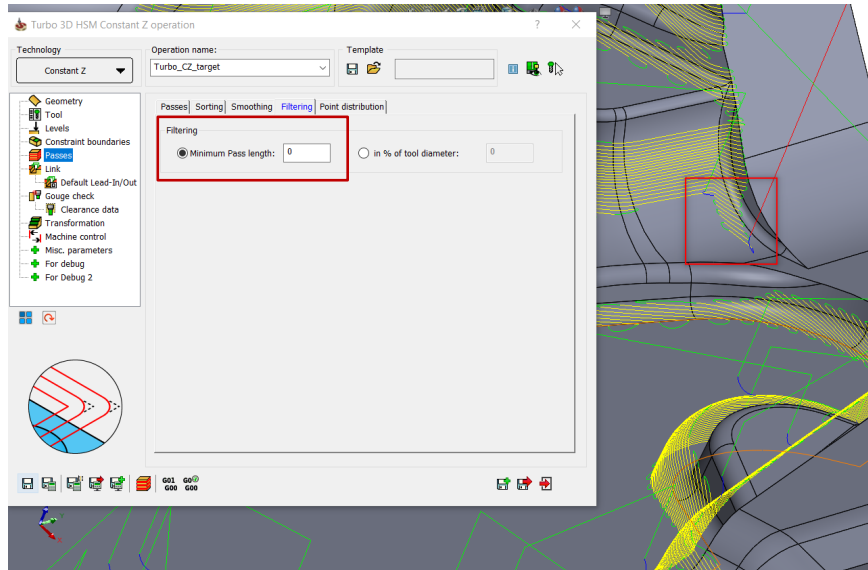 Turbo 3D HSM Constant Z operation
? ×
Technology
Constant Z
Operation name:
Turbo_CZ_target
Template
Geometry
Tool
Levels
Constraint boundaries
Passes
Link
Default Lead-In/Out
Gouge check
Clearance data
Transformation
Machine control
Misc. parameters
For debug
For Debug 2
Passes Sorting Smoothing Filtering Point distribution
Filtering
Minimum Pass length: 0
in % of tool diameter: 0
G01 G0
G00 G00